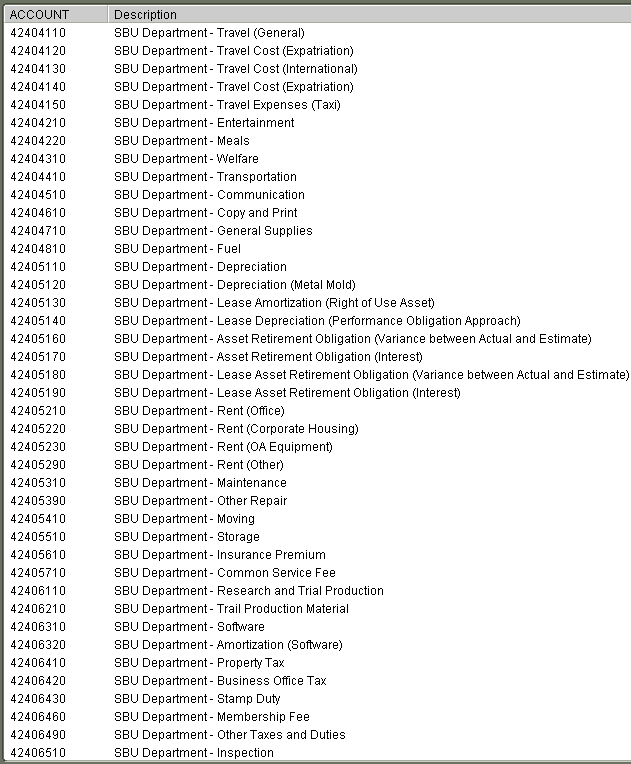 ACCOUNT Description
42404110 SBU Department - Travel (General)
42404120 SBU Department - Travel Cost (Expatriation)
42404130 SBU Department - Travel Cost (International)
42404140 SBU Department - Travel Cost (Expatriation)
42404150 SBU Department - Travel Expenses (Taxi)
42404210 SBU Department - Entertainment
42404220 SBU Department - Meals
42404310 SBU Department - Welfare
42404410 SBU Department - Transportation
42404510 SBU Department - Communication
42404610 SBU Department - Copy and Print
42404710 SBU Department - General Supplies
42404810 SBU Department - Fuel
42405110 SBU Department - Depreciation
42405120 SBU Department - Depreciation (Metal Mold)
42405130 SBU Department - Lease Amortization (Right of Use Asset)
42405140 SBU Department - Lease Depreciation (Performance Obligation Approach)
42405160 SBU Department - Asset Retirement Obligation (Variance between Actual and Estimate)
42405170 SBU Department - Asset Retirement Obligation (Interest)
42405180 SBU Department - Lease Asset Retirement Obligation (Variance between Actual and Estimate)
42405190 SBU Department - Lease Asset Retirement Obligation (Interest)
42405210 SBU Department - Rent (Office)
42405220 SBU Department - Rent (Corporate Housing)
42405230 SBU Department - Rent (OA Equipment)
42405290 SBU Department - Rent (Other)
42405310 SBU Department - Maintenance
42405390 SBU Department - Other Repair
42405410 SBU Department - Moving
42405510 SBU Department - Storage
42405610 SBU Department - Insurance Premium
42405710 SBU Department - Common Service Fee
42406110 SBU Department - Research and Trial Production
42406210 SBU Department - Trail Production Material
42406310 SBU Department - Software
42406320 SBU Department - Amortization (Software)
42406410 SBU Department - Property Tax
42406420 SBU Department - Business Office Tax
42406430 SBU Department - Stamp Duty
42406460 SBU Department - Membership Fee
42406490 SBU Department - Other Taxes and Duties
42406510 SBU Department - Inspection